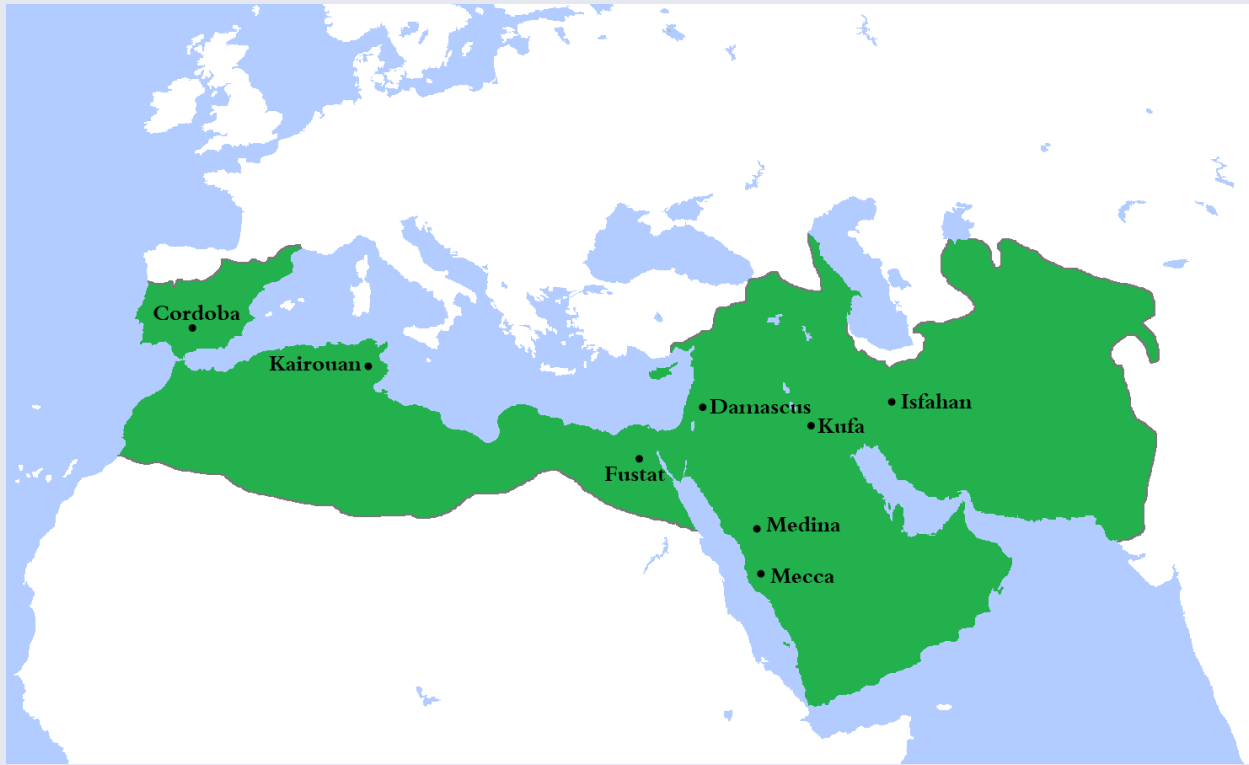 Cordoba
Kairouan
Damascus
Isfahan
Kufa
Fustat
Medina
Mecca